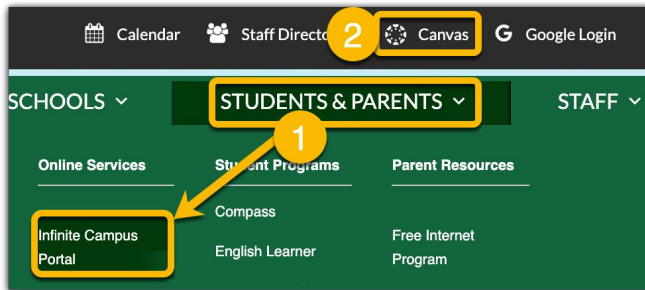 Calendar Staff Directo 2 Canvas G Google Login
SCHOOLS STUDENTS & PARENTS STAFF
1
Online Services Student Programs Parent Resources
Compass
Infinite Campus Free Internet
Portal English Learner Program